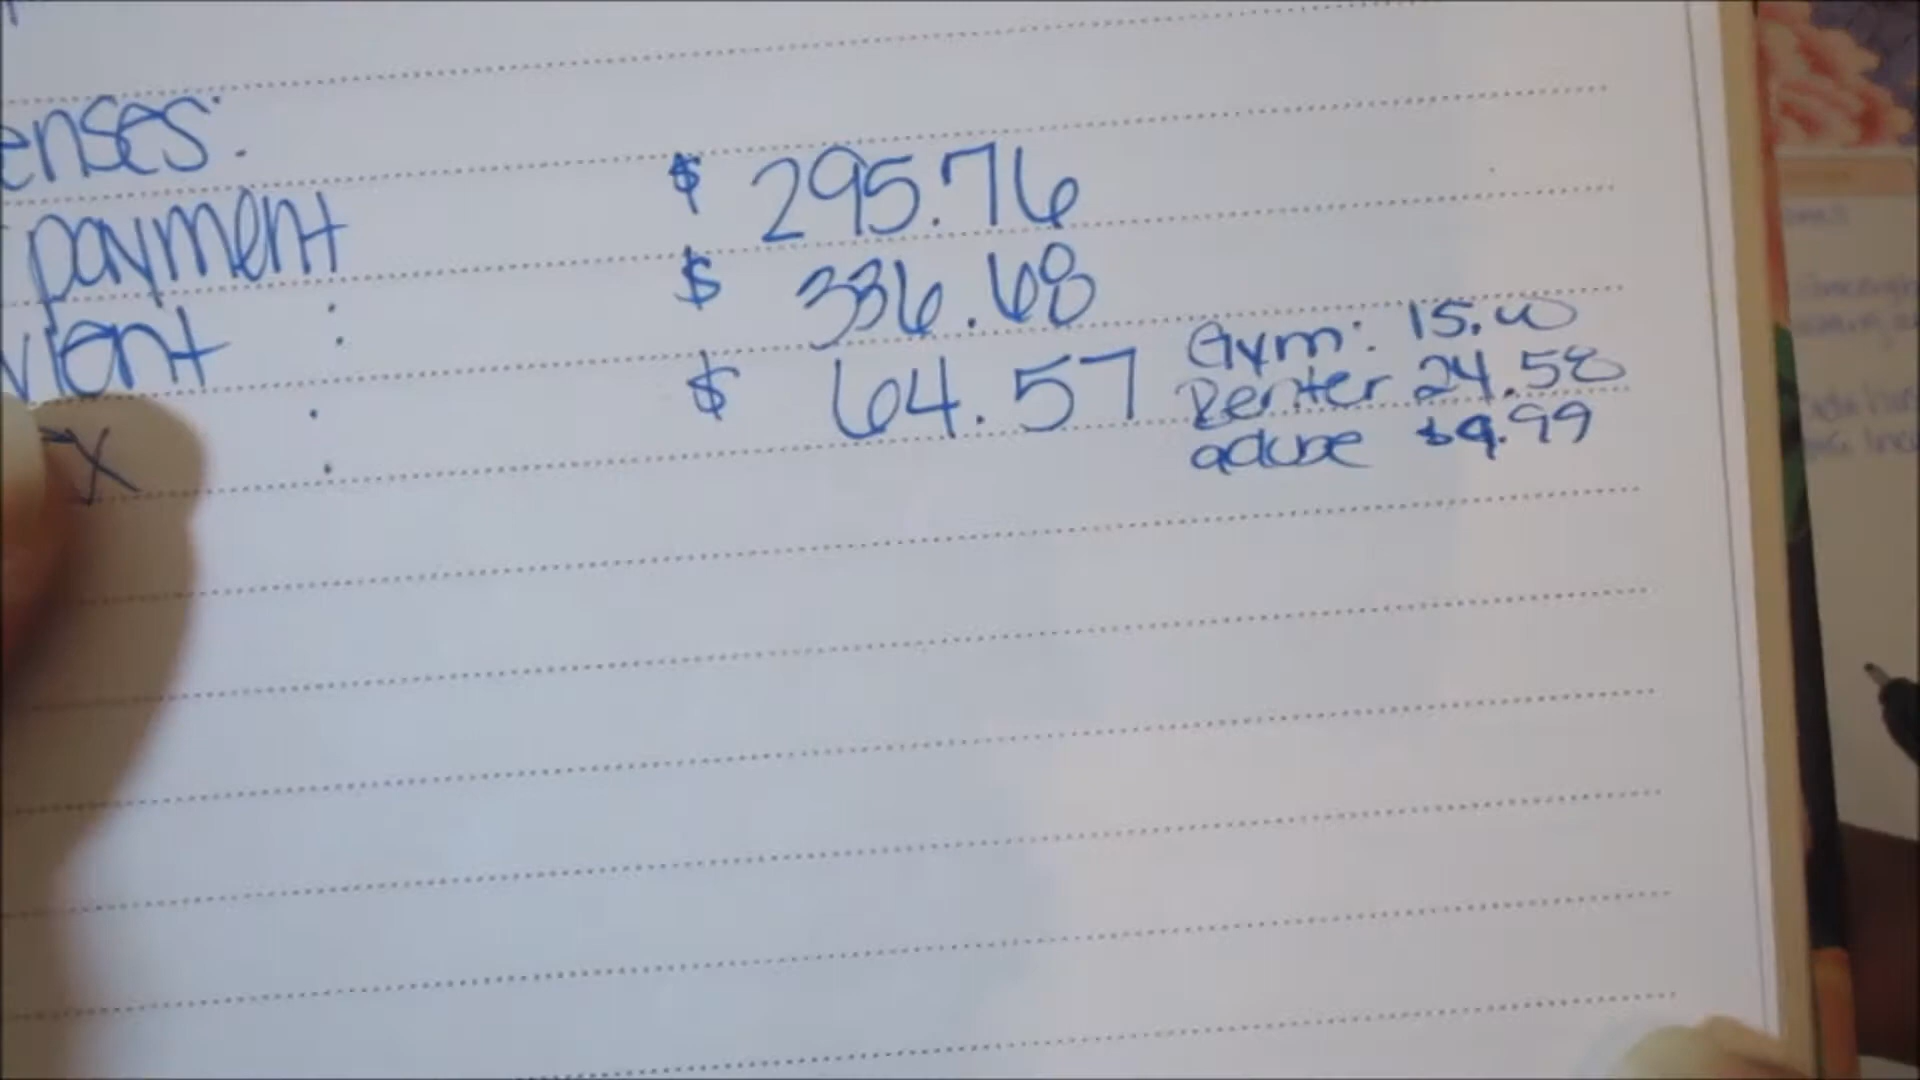 enses:
payment : $ 295.76
vient : $ 336.68
x : $ 64.57
Gym: 15.00
Renter 24.58
adobe $9.99